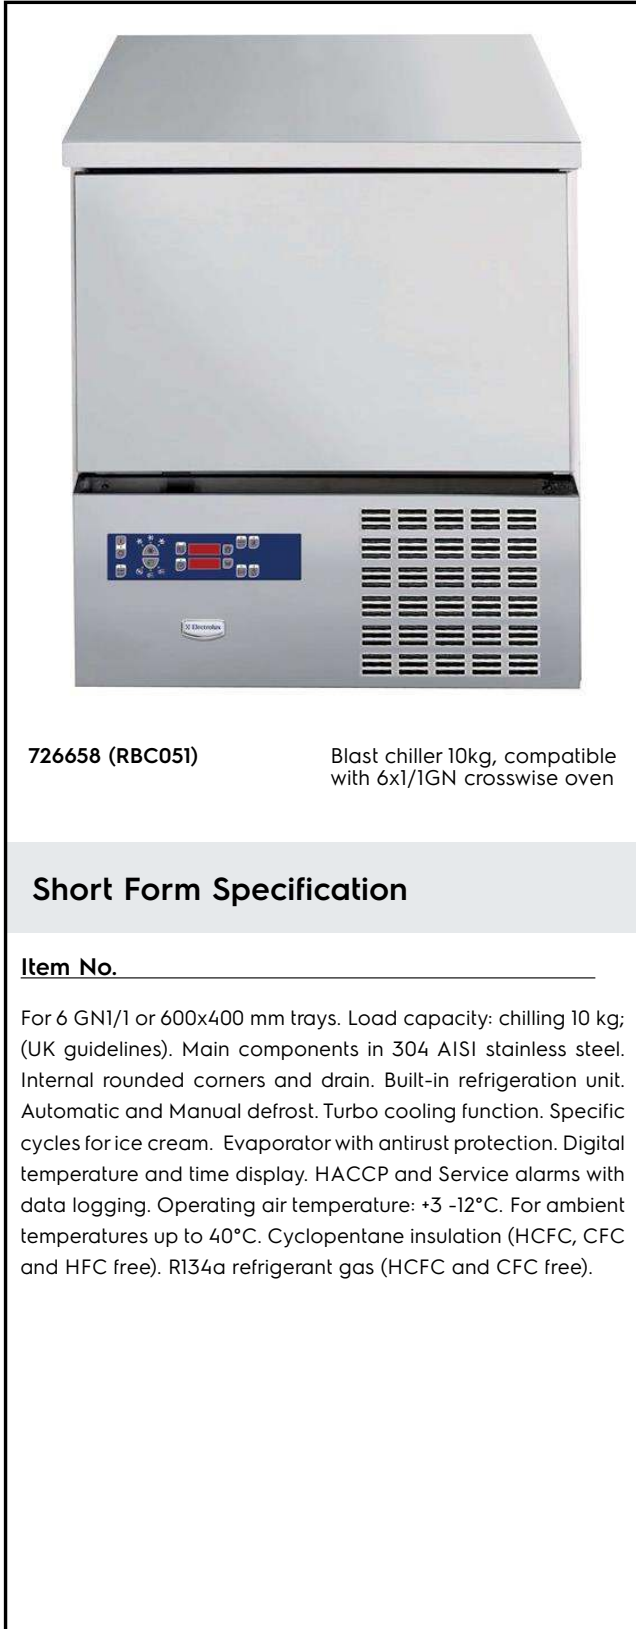 Electrolux
726658 (RBC051)
Blast chiller 10kg, compatible
with 6x1/1GN crosswise oven
Short Form Specification
Item No.
For 6 GN1/1 or 600x400 mm trays. Load capacity: chilling 10 kg;
(UK guidelines). Main components in 304 AISI stainless steel.
Internal rounded corners and drain. Built-in refrigeration unit.
Automatic and Manual defrost. Turbo cooling function. Specific
cycles for ice cream. Evaporator with antirust protection. Digital
temperature and time display. HACCP and Service alarms with
data logging. Operating air temperature: +3 -12°C. For ambient
temperatures up to 40°C. Cyclopentane insulation (HCFC, CFC
and HFC free). R134a refrigerant gas (HCFC and CFC free).